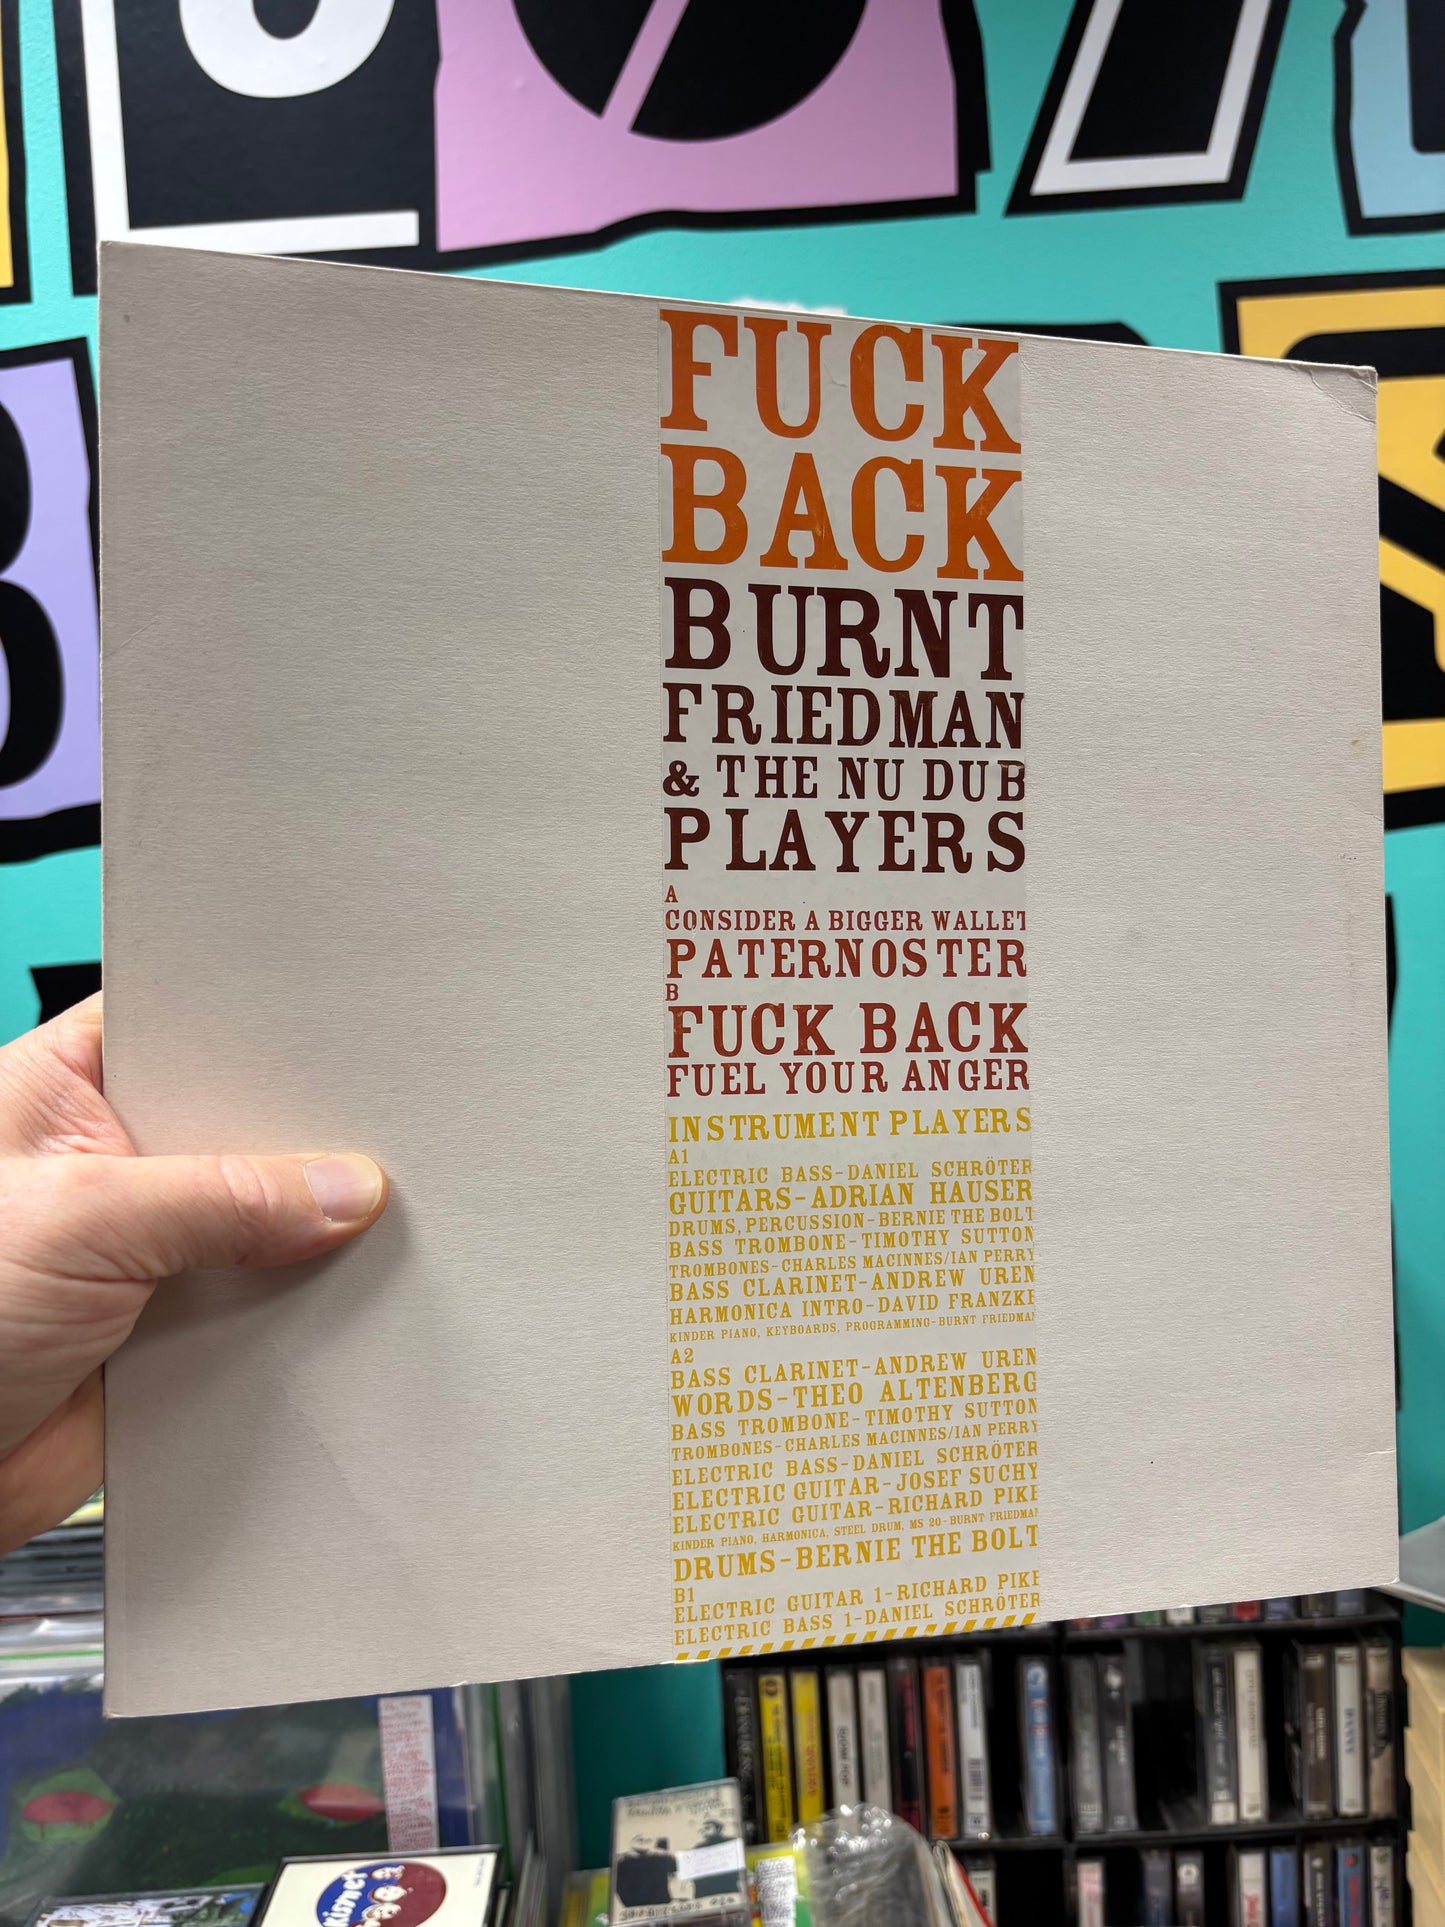 FUCK
BACK
BURNT
FRIEDMAN
& THE NU DUB
PLAYERS
A
CONSIDER A BIGGER WALLET
PATERNOSTER
B
FUCK BACK
FUEL YOUR ANGER
INSTRUMENT PLAYERS
A1
ELECTRIC BASS-DANIEL SCHRÖTER
GUITARS-ADRIAN HAUSER
DRUMS, PERCUSSION-BERNIE THE BOLT
BASS TROMBONE-TIMOTHY SUTTON
TROMBONES-CHARLES MACINNES/IAN PERRY
BASS CLARINET-ANDREW UREN
HARMONICA INTRO-DAVID FRANZKE
KINDER PIANO, KEYBOARDS, PROGRAMMING-BURNT FRIEDMAN
A2
BASS CLARINET-ANDREW UREN
WORDS-THEO ALTENBERG
BASS TROMBONE-TIMOTHY SUTTON
TROMBONES-CHARLES MACINNES/IAN PERRY
ELECTRIC BASS-DANIEL SCHRÖTER
ELECTRIC GUITAR-JOSEF SUCHY
ELECTRIC GUITAR-RICHARD PIKE
KINDER PIANO, HARMONICA, STEEL DRUM, MS 20-BURNT FRIEDMAN
DRUMS-BERNIE THE BOLT
B1
ELECTRIC GUITAR 1-RICHARD PIKE
ELECTRIC BASS 1-DANIEL SCHRÖTER
kismet